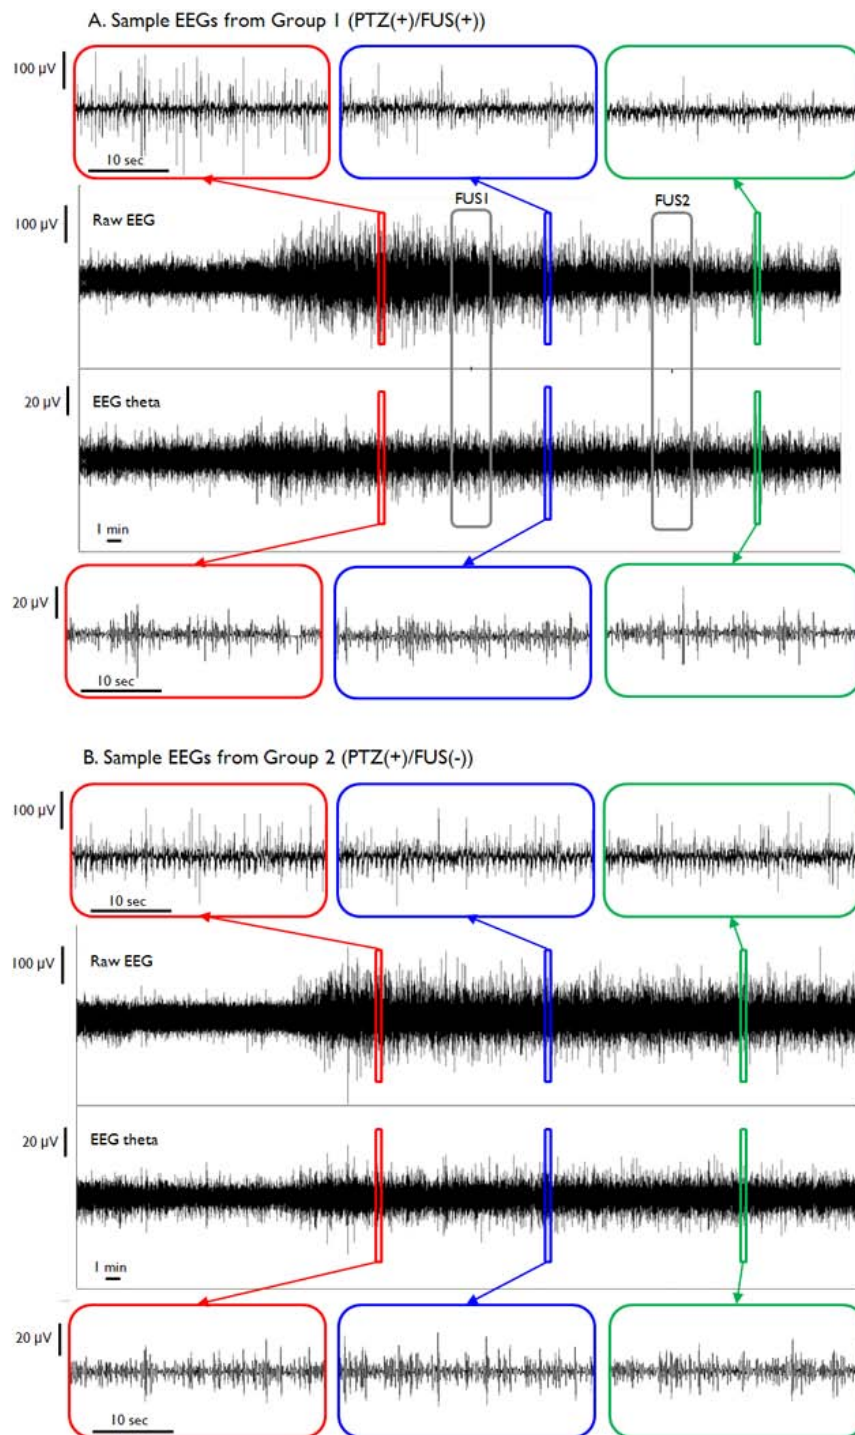 A. Sample EEGs from Group 1 (PTZ(+)/FUS(+))
100 µV
10 sec
FUS1
FUS2
100 µV
Raw EEG
20 µV
EEG theta
1 min
20 µV
10 sec
B. Sample EEGs from Group 2 (PTZ(+)/FUS(-))
100 µV
10 sec
100 µV
Raw EEG
20 µV
EEG theta
1 min
20 µV
10 sec